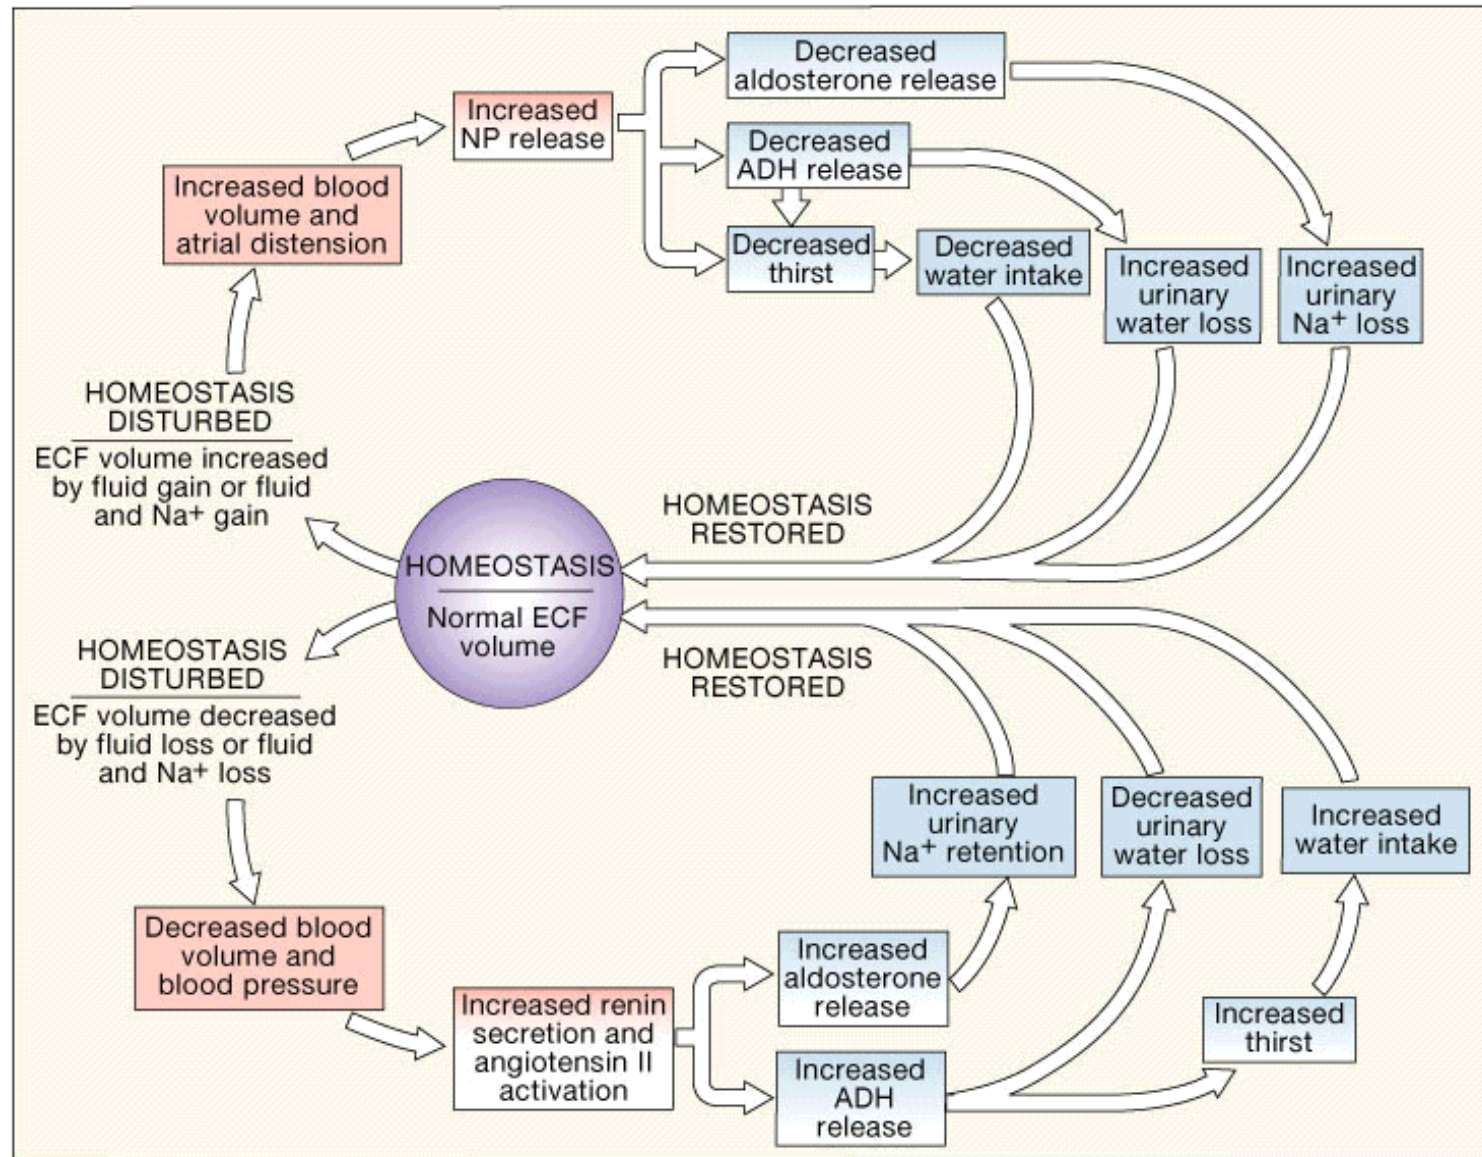 Decreased
aldosterone release
Increased
NP release
Decreased
ADH release
Increased blood
volume and
atrial distension
Decreased
thirst
Decreased
water intake
Increased
urinary
water loss
Increased
urinary
Na+ loss
HOMEOSTASIS
DISTURBED
ECF volume increased
by fluid gain or fluid
and Na+ gain
HOMEOSTASIS
RESTORED
HOMEOSTASIS
Normal ECF
volume
HOMEOSTASIS
DISTURBED
ECF volume decreased
by fluid loss or fluid
and Na+ loss
HOMEOSTASIS
RESTORED
Increased
urinary
Na+ retention
Decreased
urinary
water loss
Increased
water intake
Decreased blood
volume and
blood pressure
Increased renin
secretion and
angiotensin II
activation
Increased
aldosterone
release
Increased
thirst
Increased
ADH
release